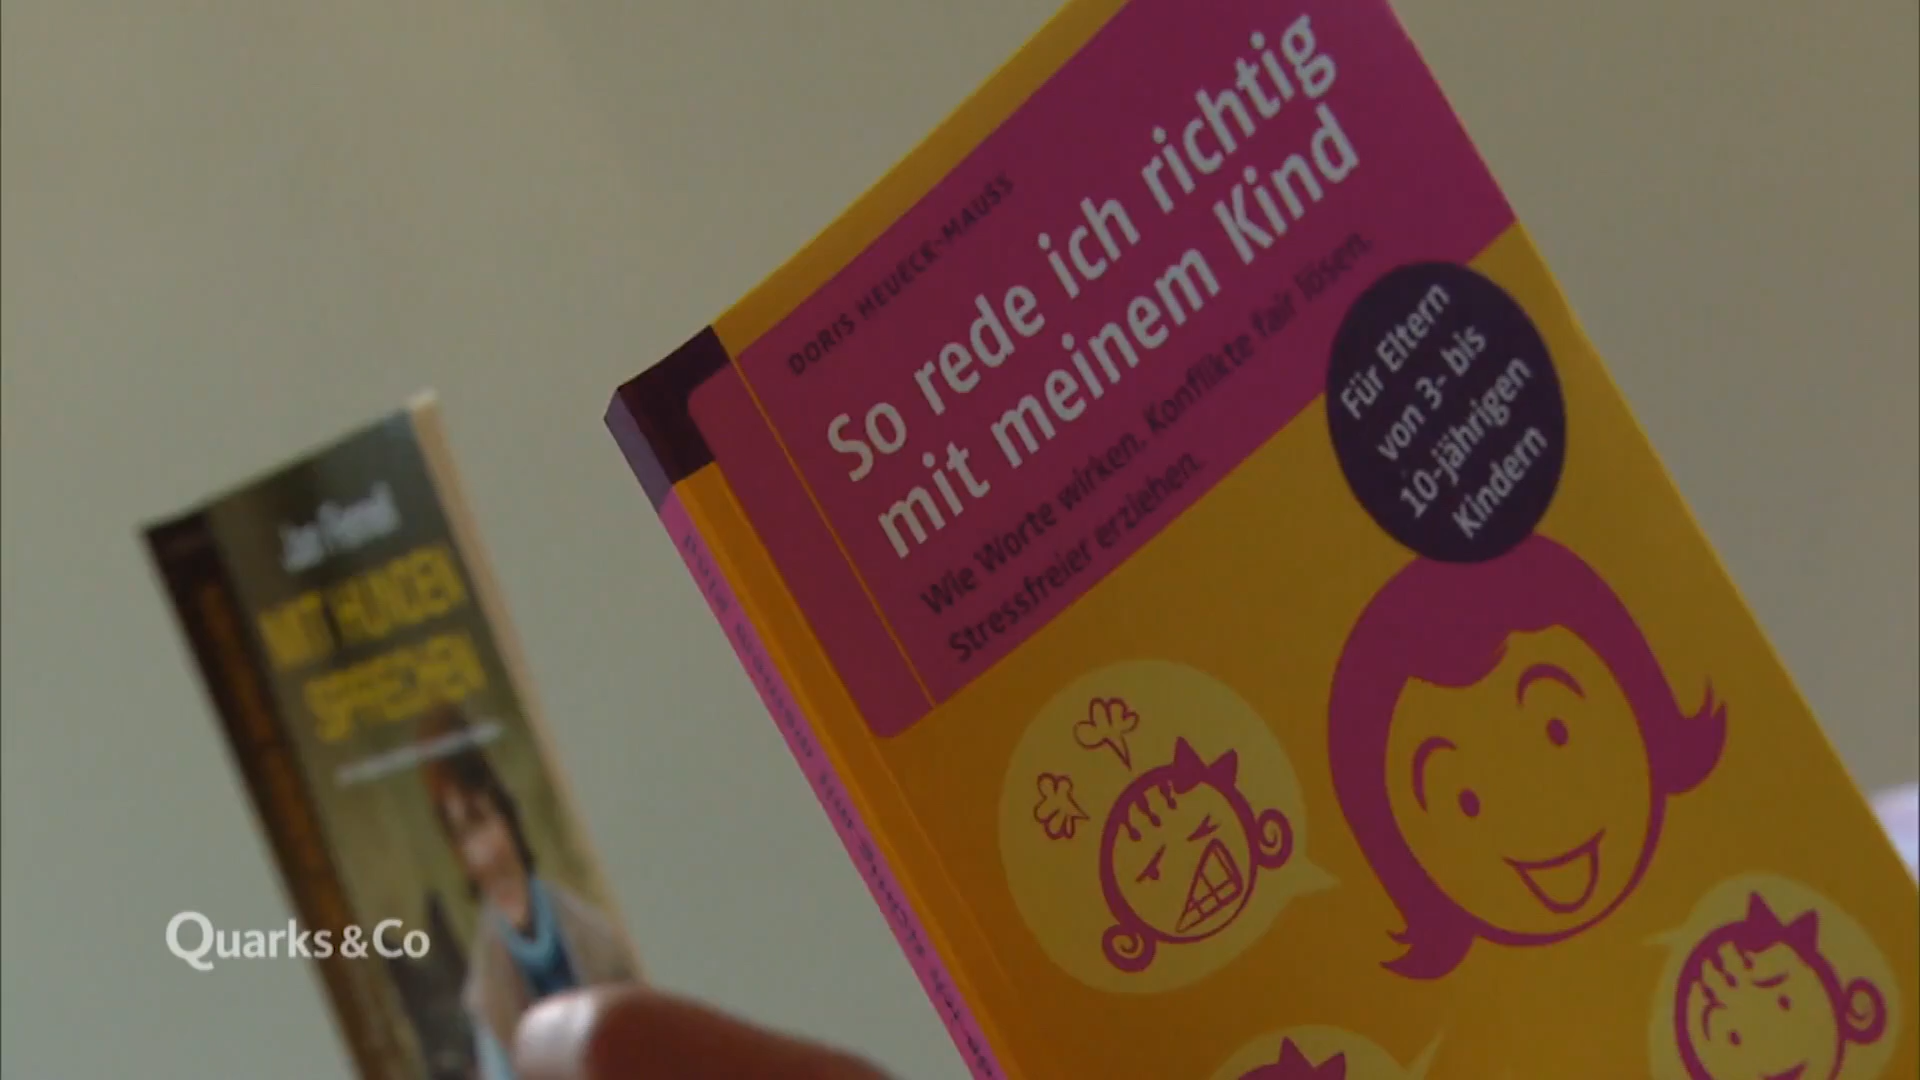 DORIS HEUECK-MAUSS
So rede ich richtig
mit meinem Kind
Wie Worte wirken. Konflikte fair lösen.
Stressfreier erziehen.
Für Eltern
von 3- bis
10-jährigen
Kindern
MIT HUNDEN
SPRECHEN
Quarks&Co